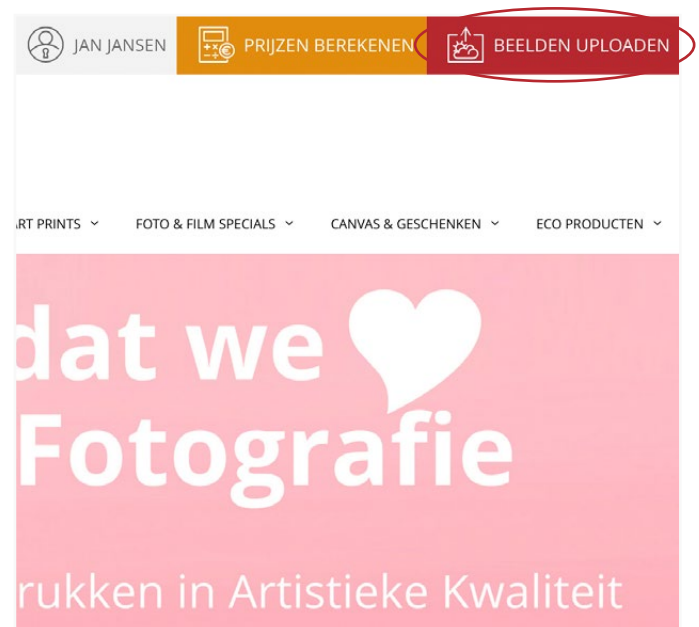 JAN JANSEN PRIJZEN BEREKENEN BEELDEN UPLOADEN
ART PRINTS FOTO & FILM SPECIALS CANVAS & GESCHENKEN ECO PRODUCTEN
dat we
Fotografie
rukken in Artistieke Kwaliteit